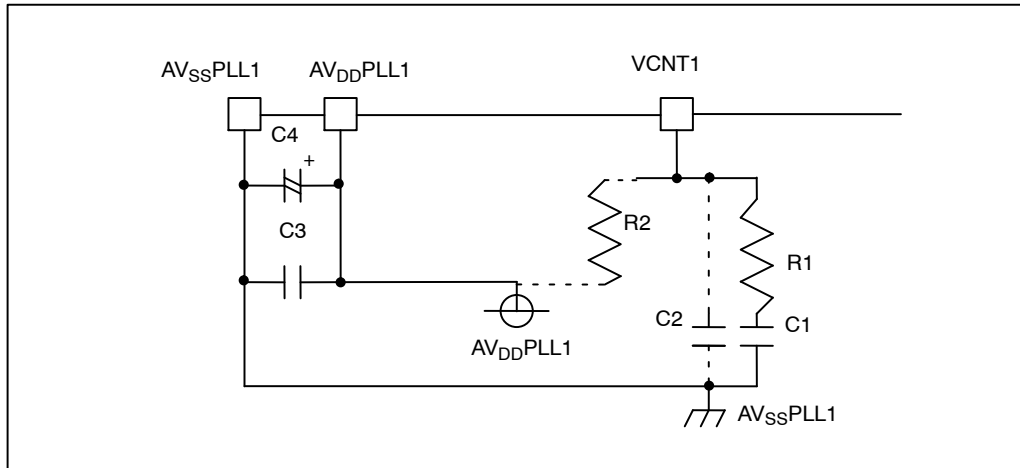 AVSSPLL1 AVDDPLL1 VCNT1
C4
+
C3
R2
R1
C2 C1
AVDDPLL1
AVSSPLL1